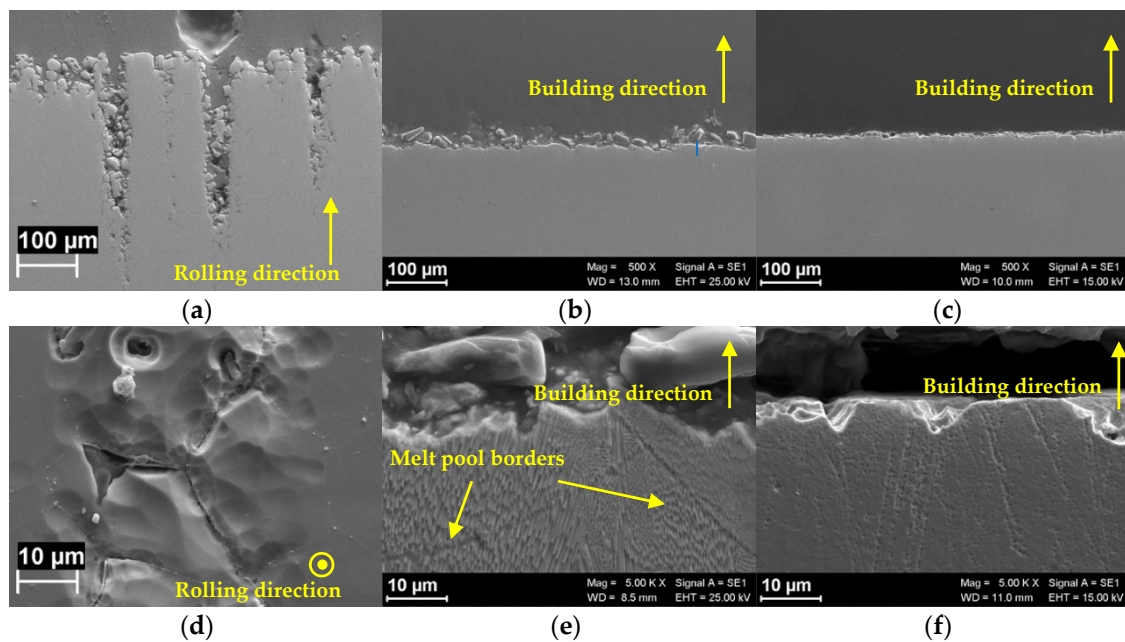 100 µm
Rolling direction
(a)
Building direction
100 µm
Mag = 500 X Signal A = SE1
WD = 13.0 mm EHT = 25.00 kV
(b)
Building direction
100 µm
Mag = 500 X Signal A = SE1
WD = 10.0 mm EHT = 15.00 kV
(c)
10 µm
Rolling direction
(d)
Building direction
Melt pool borders
10 µm
Mag = 5.00 K X Signal A = SE1
WD = 8.5 mm EHT = 25.00 kV
(e)
Building direction
10 µm
Mag = 5.00 K X Signal A = SE1
WD = 11.0 mm EHT = 15.00 kV
(f)